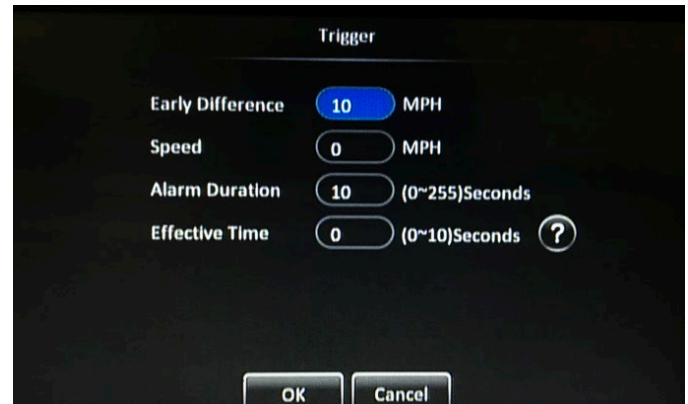 Trigger
Early Difference 10 MPH
Speed 0 MPH
Alarm Duration 10 (0~255)Seconds
Effective Time 0 (0~10)Seconds ?
OK Cancel